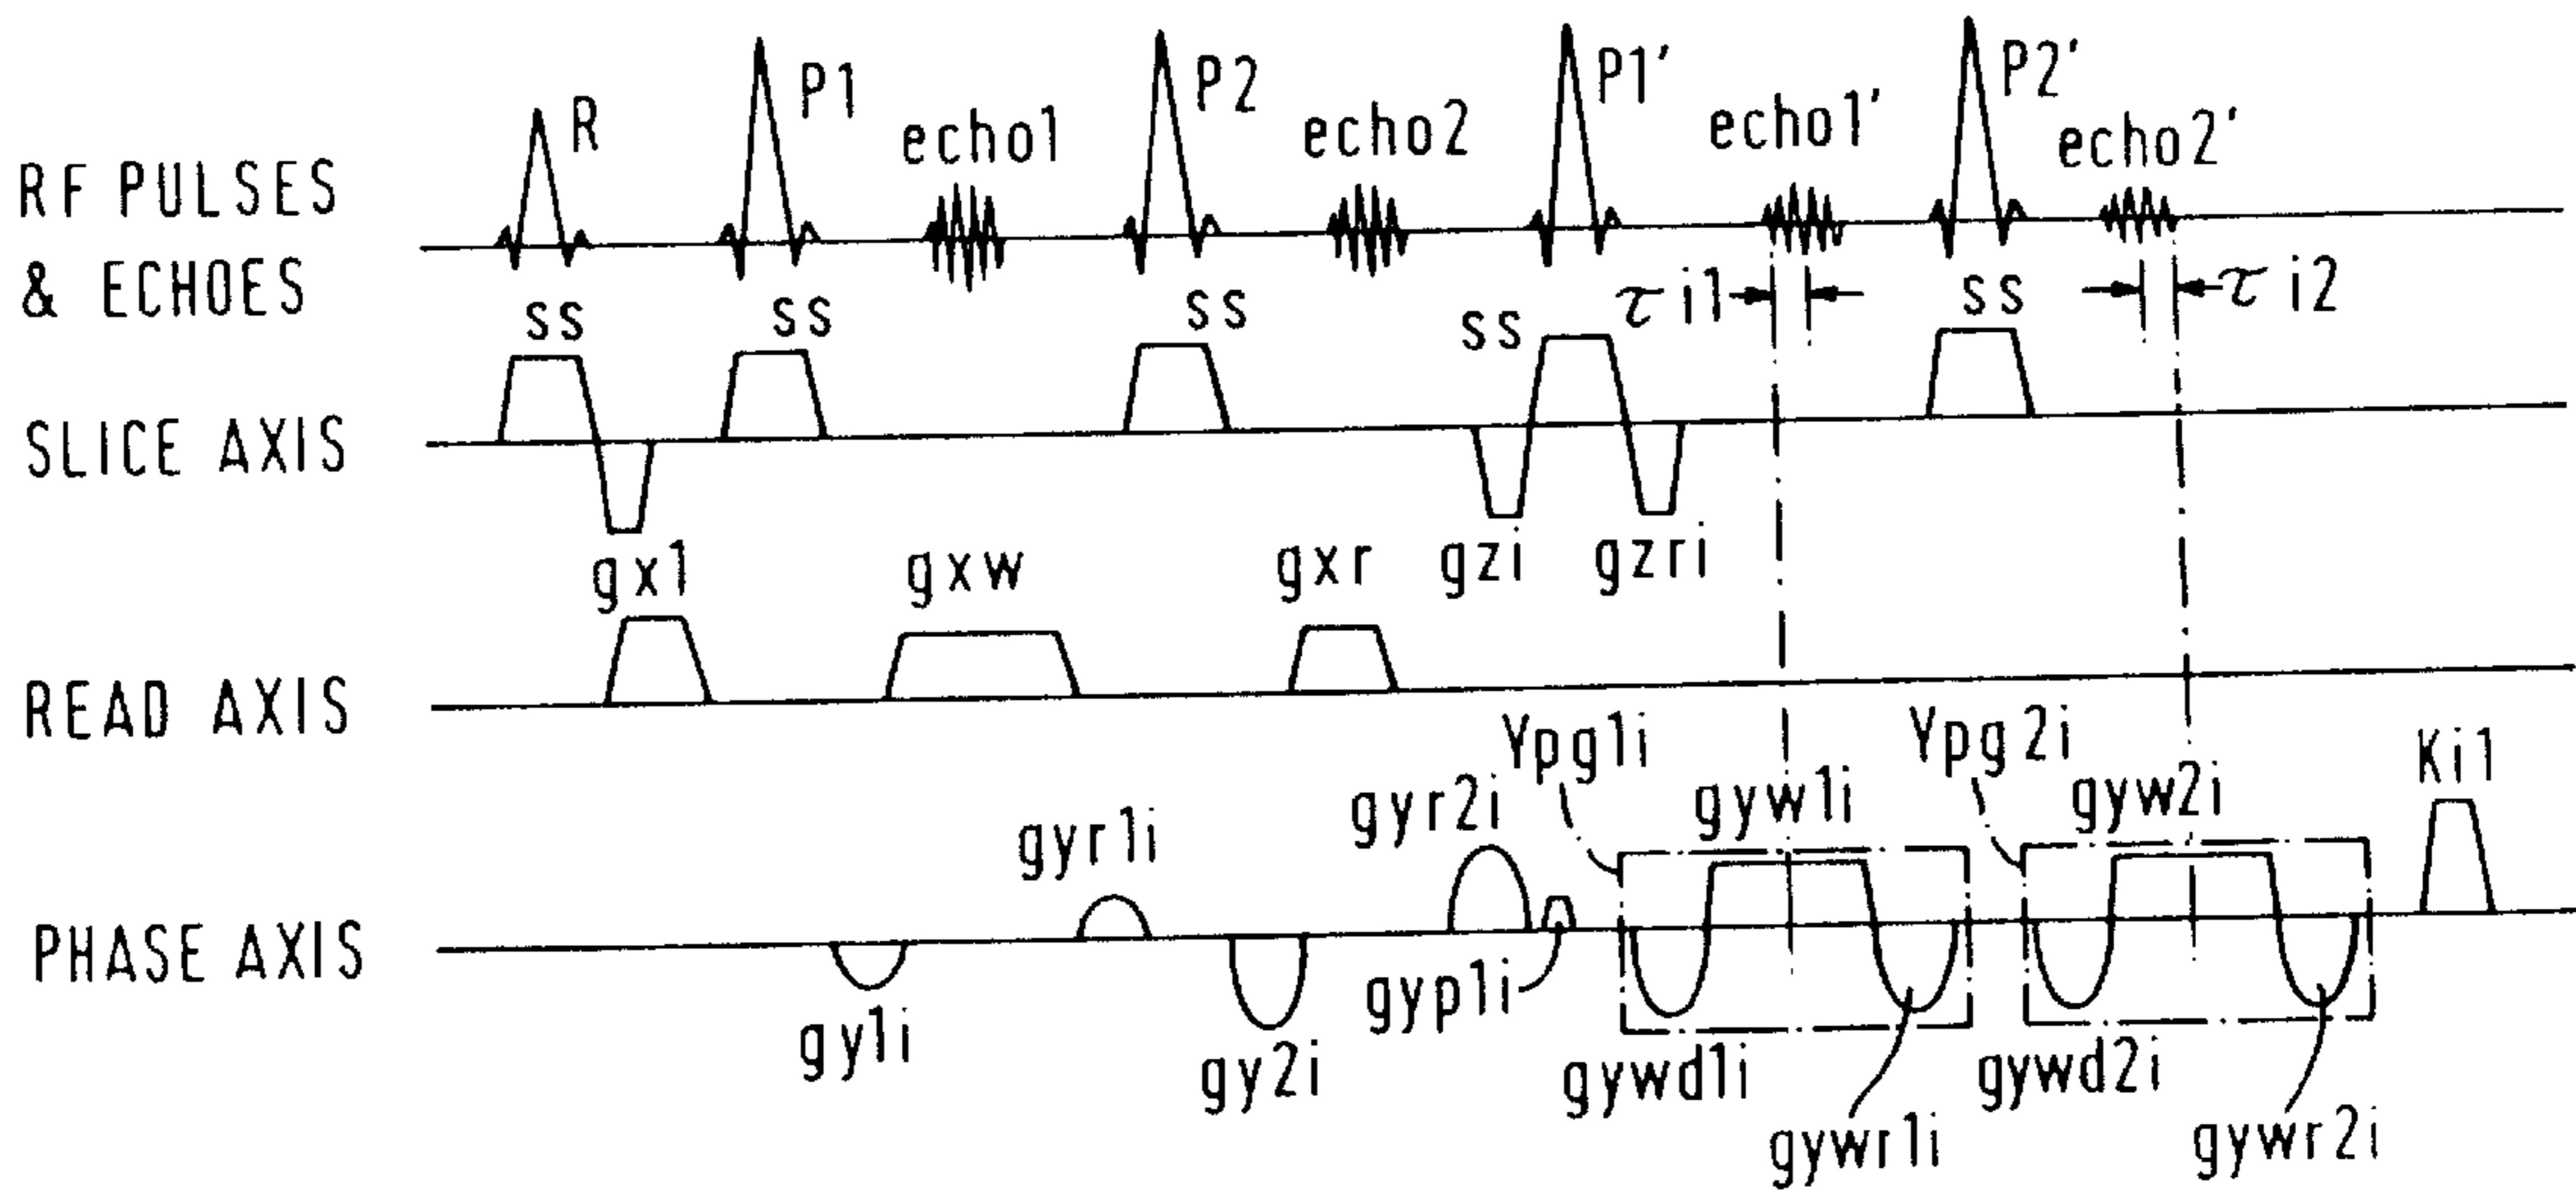 RF PULSES
& ECHOES
R
P1
echo1
P2
echo2
P1'
echo1'
P2'
echo2'
τi1
τi2
SLICE AXIS
ss
ss
ss
ss
ss
gzi
gzri
READ AXIS
gx1
gxw
gxr
PHASE AXIS
gy1i
gyr1i
gy2i
gyr2i
gyp1i
Ypg1i
gyw1i
gywd1i
gywr1i
Ypg2i
gyw2i
gywd2i
gywr2i
Ki1